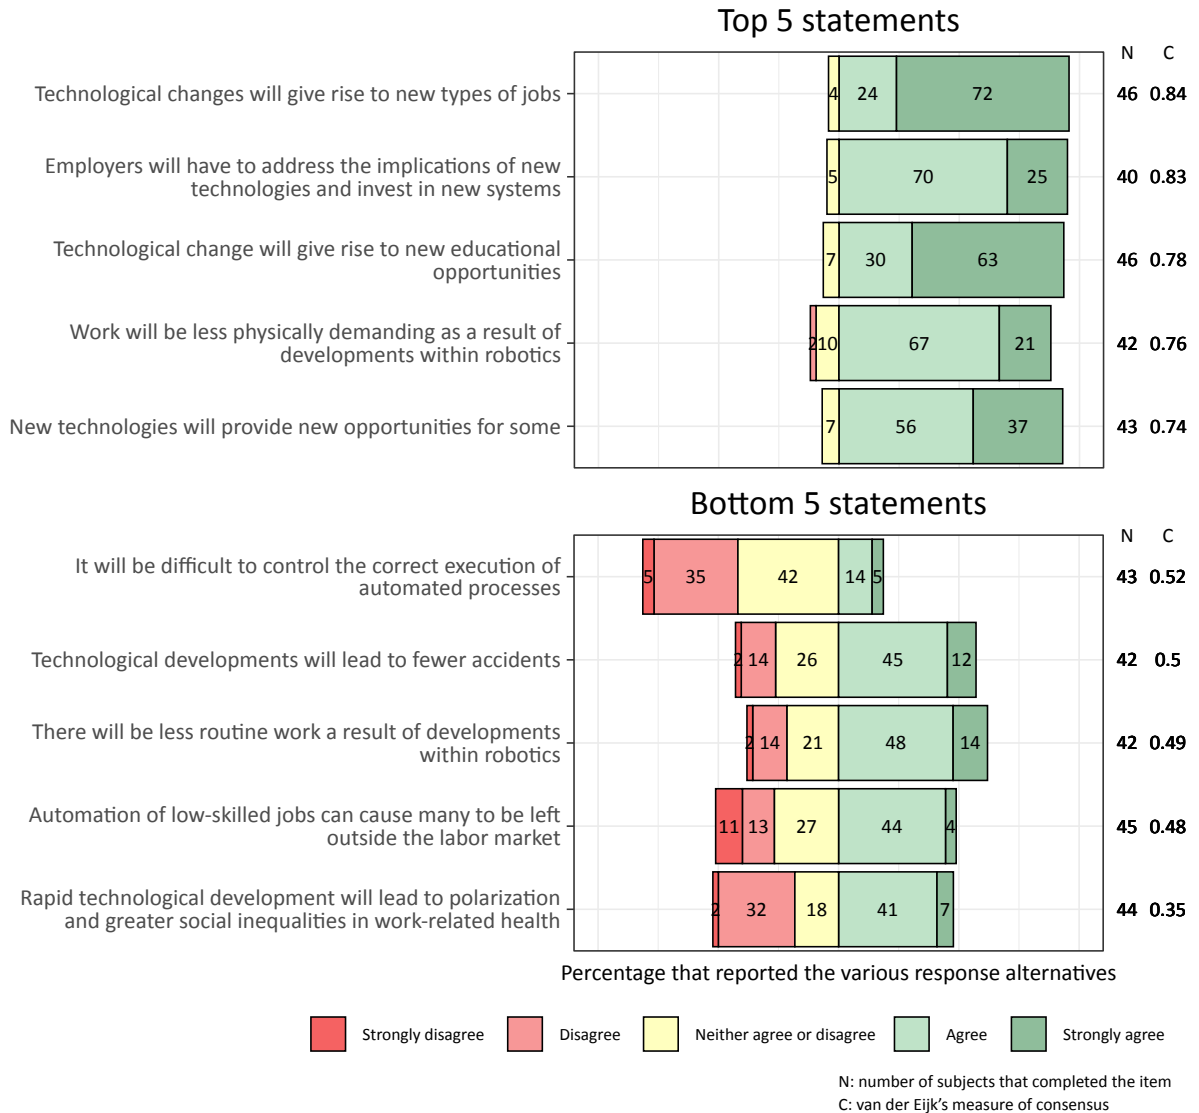 Top 5 statements
N C
Technological changes will give rise to new types of jobs
4 24 72
46 0.84
Employers will have to address the implications of new
technologies and invest in new systems
5 70 25
40 0.83
Technological change will give rise to new educational
opportunities
7 30 63
46 0.78
Work will be less physically demanding as a result of
developments within robotics
2 10 67 21
42 0.76
New technologies will provide new opportunities for some
7 56 37
43 0.74
Bottom 5 statements
N C
It will be difficult to control the correct execution of
automated processes
5 35 42 14 5
43 0.52
Technological developments will lead to fewer accidents
2 14 26 45 12
42 0.5
There will be less routine work a result of developments
within robotics
2 14 21 48 14
42 0.49
Automation of low-skilled jobs can cause many to be left
outside the labor market
11 13 27 44 4
45 0.48
Rapid technological development will lead to polarization
and greater social inequalities in work-related health
2 32 18 41 7
44 0.35
Percentage that reported the various response alternatives
Strongly disagree Disagree Neither agree or disagree Agree Strongly agree
N: number of subjects that completed the item
C: van der Eijk's measure of consensus